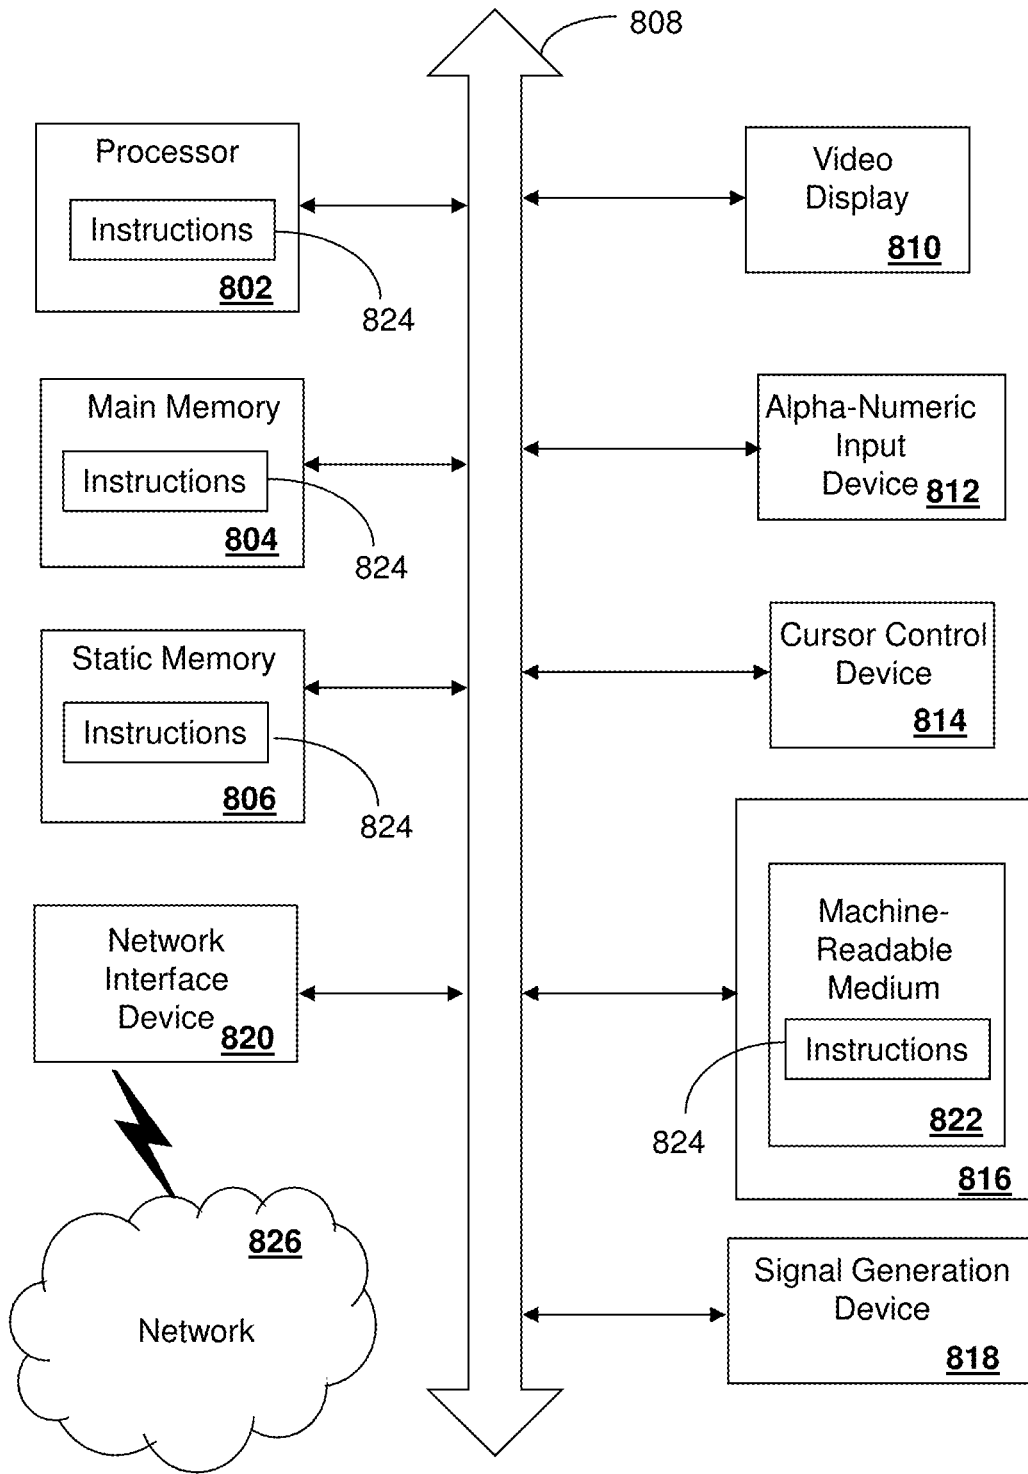 808
Processor
Instructions
802
824
Main Memory
Instructions
804
824
Static Memory
Instructions
806
824
Network
Interface
Device
820
826
Network
Video
Display
810
Alpha-Numeric
Input
Device 812
Cursor Control
Device
814
Machine-
Readable
Medium
Instructions
822
824
816
Signal Generation
Device
818